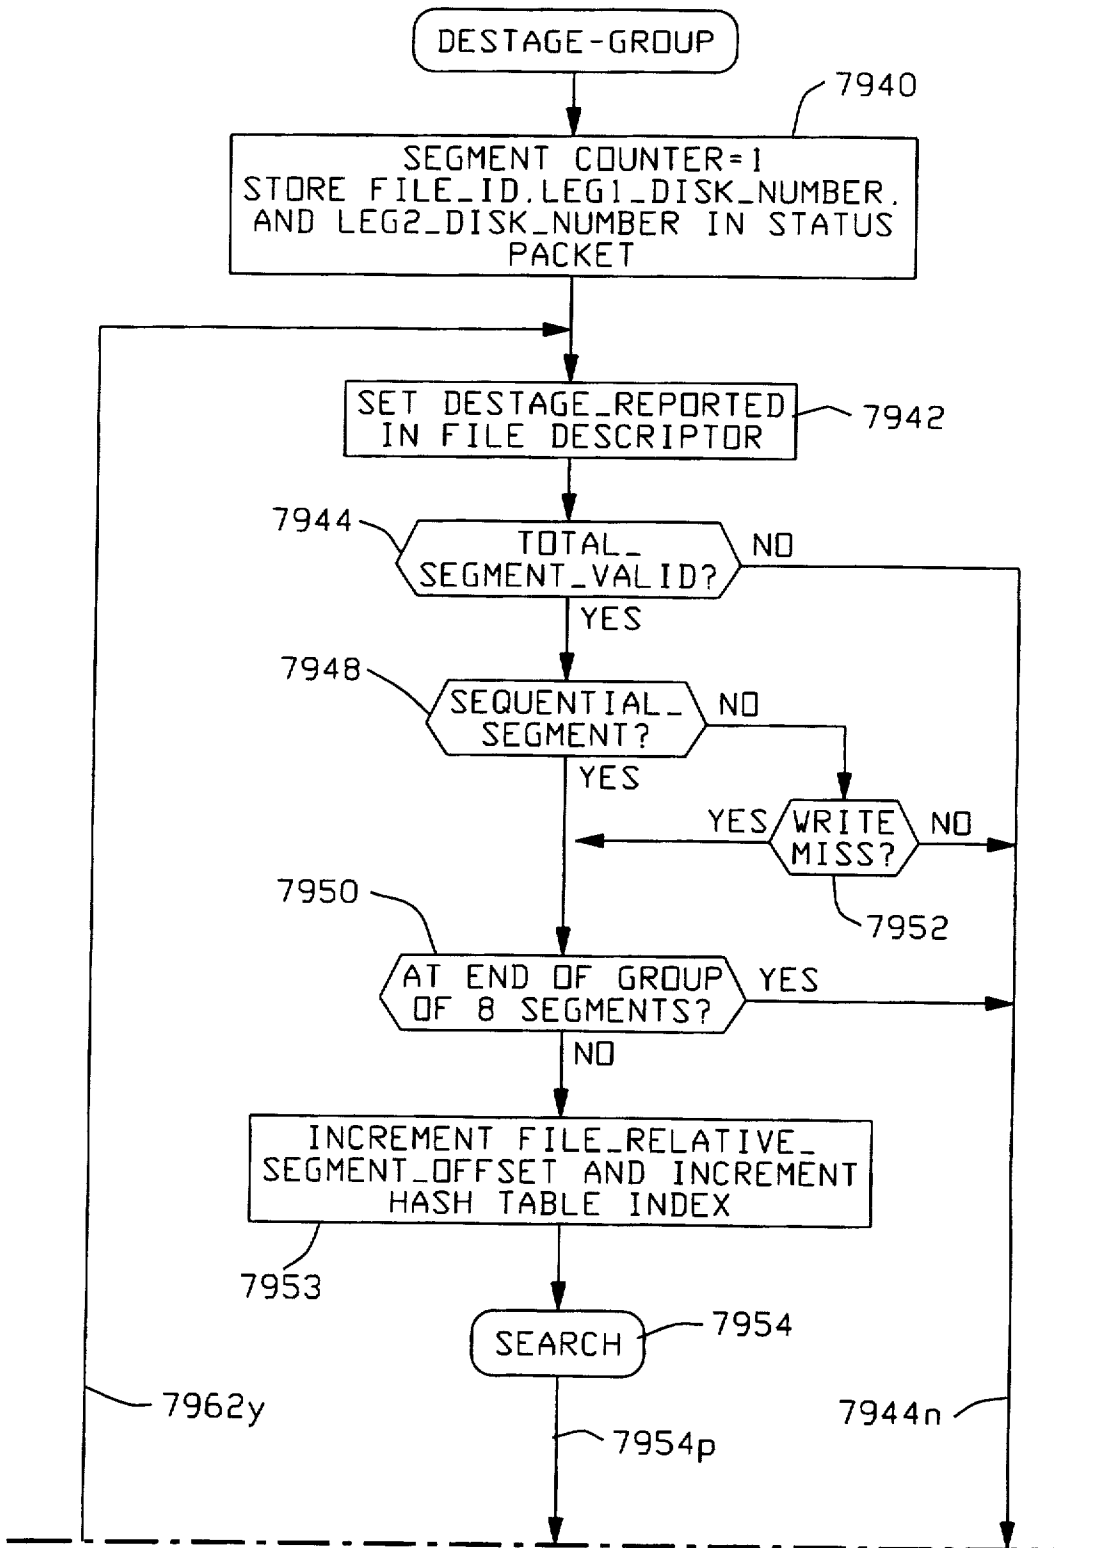 DESTAGE-GROUP
7940
SEGMENT COUNTER=1
STORE FILE_ID.LEG1_DISK_NUMBER.
AND LEG2_DISK_NUMBER IN STATUS
PACKET
SET DESTAGE_REPORTED
IN FILE DESCRIPTOR
7942
7944
TOTAL_
SEGMENT_VALID?
NO
YES
7948
SEQUENTIAL_
SEGMENT?
NO
YES
YES
WRITE
MISS?
NO
7952
7950
AT END OF GROUP
OF 8 SEGMENTS?
YES
NO
INCREMENT FILE_RELATIVE_
SEGMENT_OFFSET AND INCREMENT
HASH TABLE INDEX
7953
SEARCH
7954
7962y
7944n
7954p